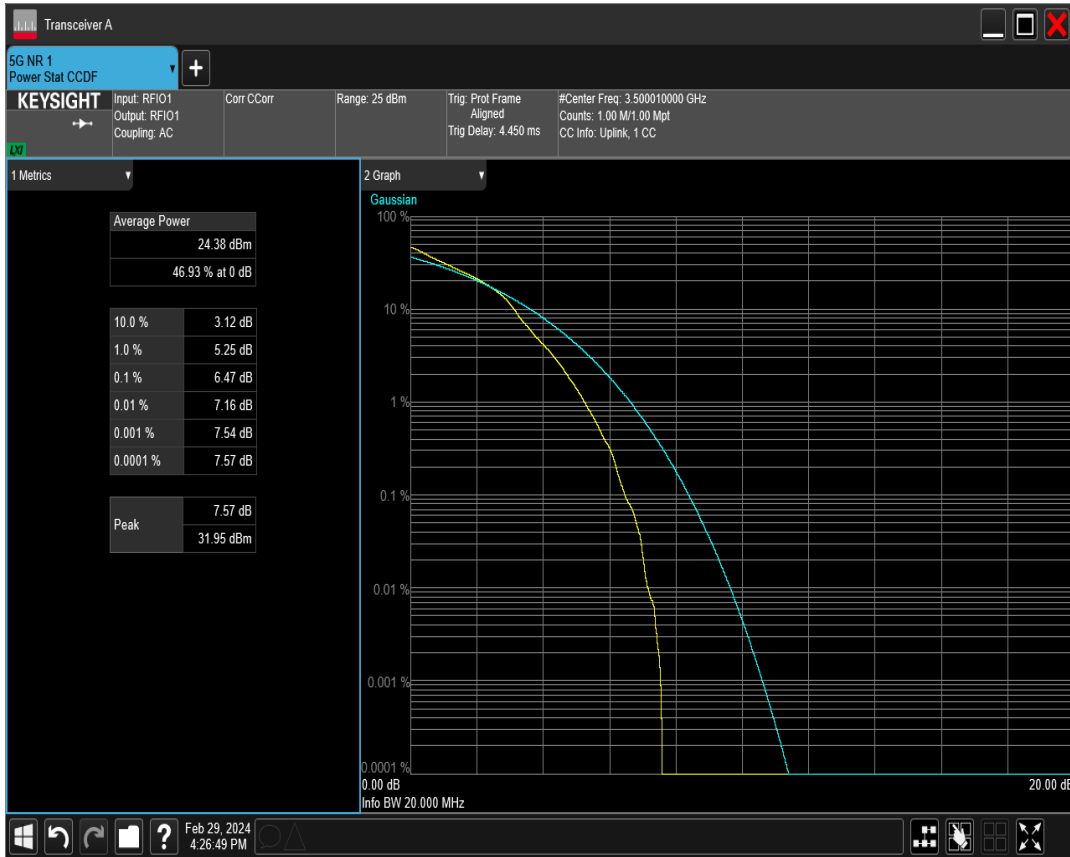 Transceiver A
5G NR 1
Power Stat CCDF
+
KEYSIGHT
LXI
Input: RFIO1
Output: RFIO1
Coupling: AC
Corr CCorr
Range: 25 dBm
Trig: Prot Frame
Aligned
Trig Delay: 4.450 ms
#Center Freq: 3.500010000 GHz
Counts: 1.00 M/1.00 Mpt
CC Info: Uplink, 1 CC
1 Metrics
Average Power
24.38 dBm
46.93 % at 0 dB
10.0 % 3.12 dB
1.0 % 5.25 dB
0.1 % 6.47 dB
0.01 % 7.16 dB
0.001 % 7.54 dB
0.0001 % 7.57 dB
Peak
7.57 dB
31.95 dBm
2 Graph
Gaussian
100 %
10 %
1 %
0.1 %
0.01 %
0.001 %
0.0001 %
0.00 dB 20.00 dB
Info BW 20.000 MHz
?
Feb 29, 2024
4:26:49 PM